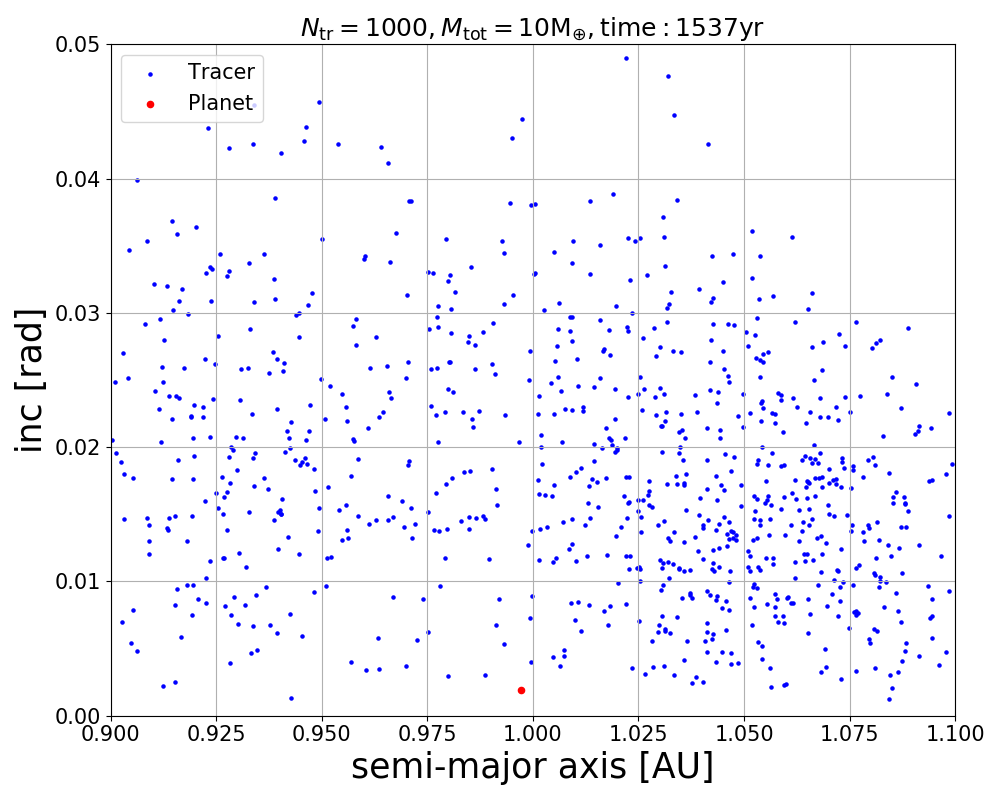 N_tr = 1000, M_tot = 10M_⊕, time : 1537yr
Tracer
Planet
0.05
0.04
0.03
0.02
0.01
0.00
inc [rad]
0.900 0.925 0.950 0.975 1.000 1.025 1.050 1.075 1.100
semi-major axis [AU]